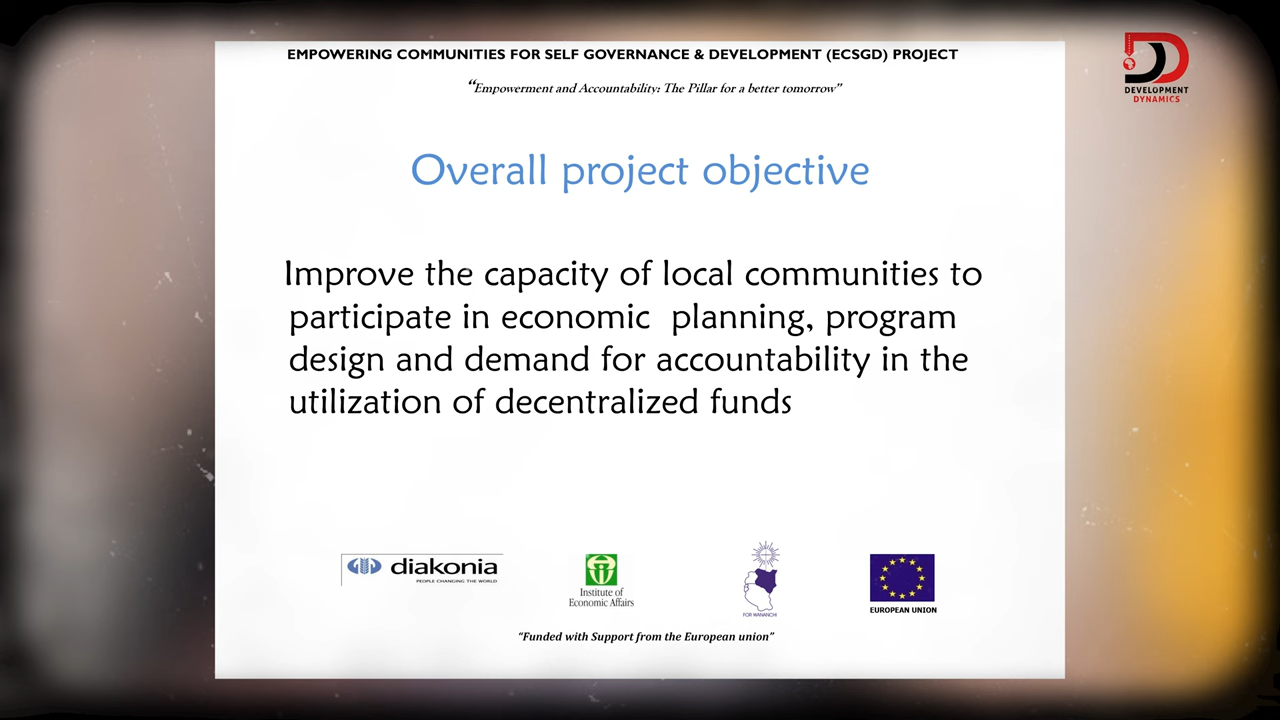 EMPOWERING COMMUNITIES FOR SELF GOVERNANCE & DEVELOPMENT (ECSGD) PROJECT
“Empowerment and Accountability: The Pillar for a better tomorrow”
DEVELOPMENT
DYNAMICS
Overall project objective
Improve the capacity of local communities to
participate in economic planning, program
design and demand for accountability in the
utilization of decentralized funds
diakonia
PEOPLE CHANGING THE WORLD
Institute of
Economic Affairs
FOR WANANCHI
EUROPEAN UNION
“Funded with Support from the European union”